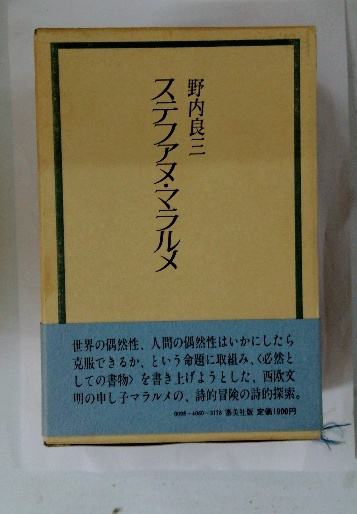 野内良三
ステファヌ・マラルメ
世界の偶然性、人間の偶然性はいかにしたら
克服できるか、という命題に取組み、〈必然と
しての書物〉を書き上げようとした、西欧文
明の申し子マラルメの、詩的冒険の詩的探索。
0098-4060-3178 審美社版 定価1900円